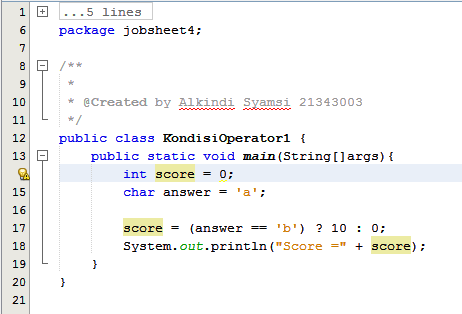 1 ...5 lines
6 package jobsheet4;
7
8 /**
9 *
10 * @Created by Alkindi Syamsi 21343003
11 */
12 public class KondisiOperator1 {
13 public static void main(String[]args){
int score = 0;
15 char answer = 'a';
16
17 score = (answer == 'b') ? 10 : 0;
18 System.out.println("Score =" + score);
19 }
20 }
21